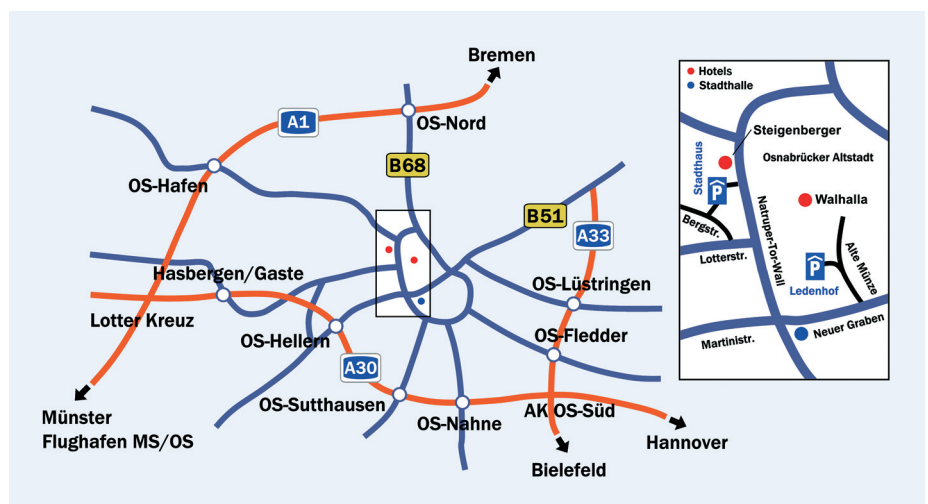 Bremen
A1
OS-Nord
B68
OS-Hafen
B51
A33
Hasbergen/Gaste
OS-Lüstringen
Lotter Kreuz
OS-Hellern
OS-Fledder
A30
OS-Sutthausen
OS-Nahne
AK OS-Süd
Münster
Flughafen MS/OS
Hannover
Bielefeld
Hotels
Stadthalle
Steigenberger
Osnabrücker Altstadt
Stadthaus
P
Walhalla
Bergstr.
Natruper-Tor-Wall
Lotterstr.
P
Alte Münze
Ledenhof
Neuer Graben
Martinistr.